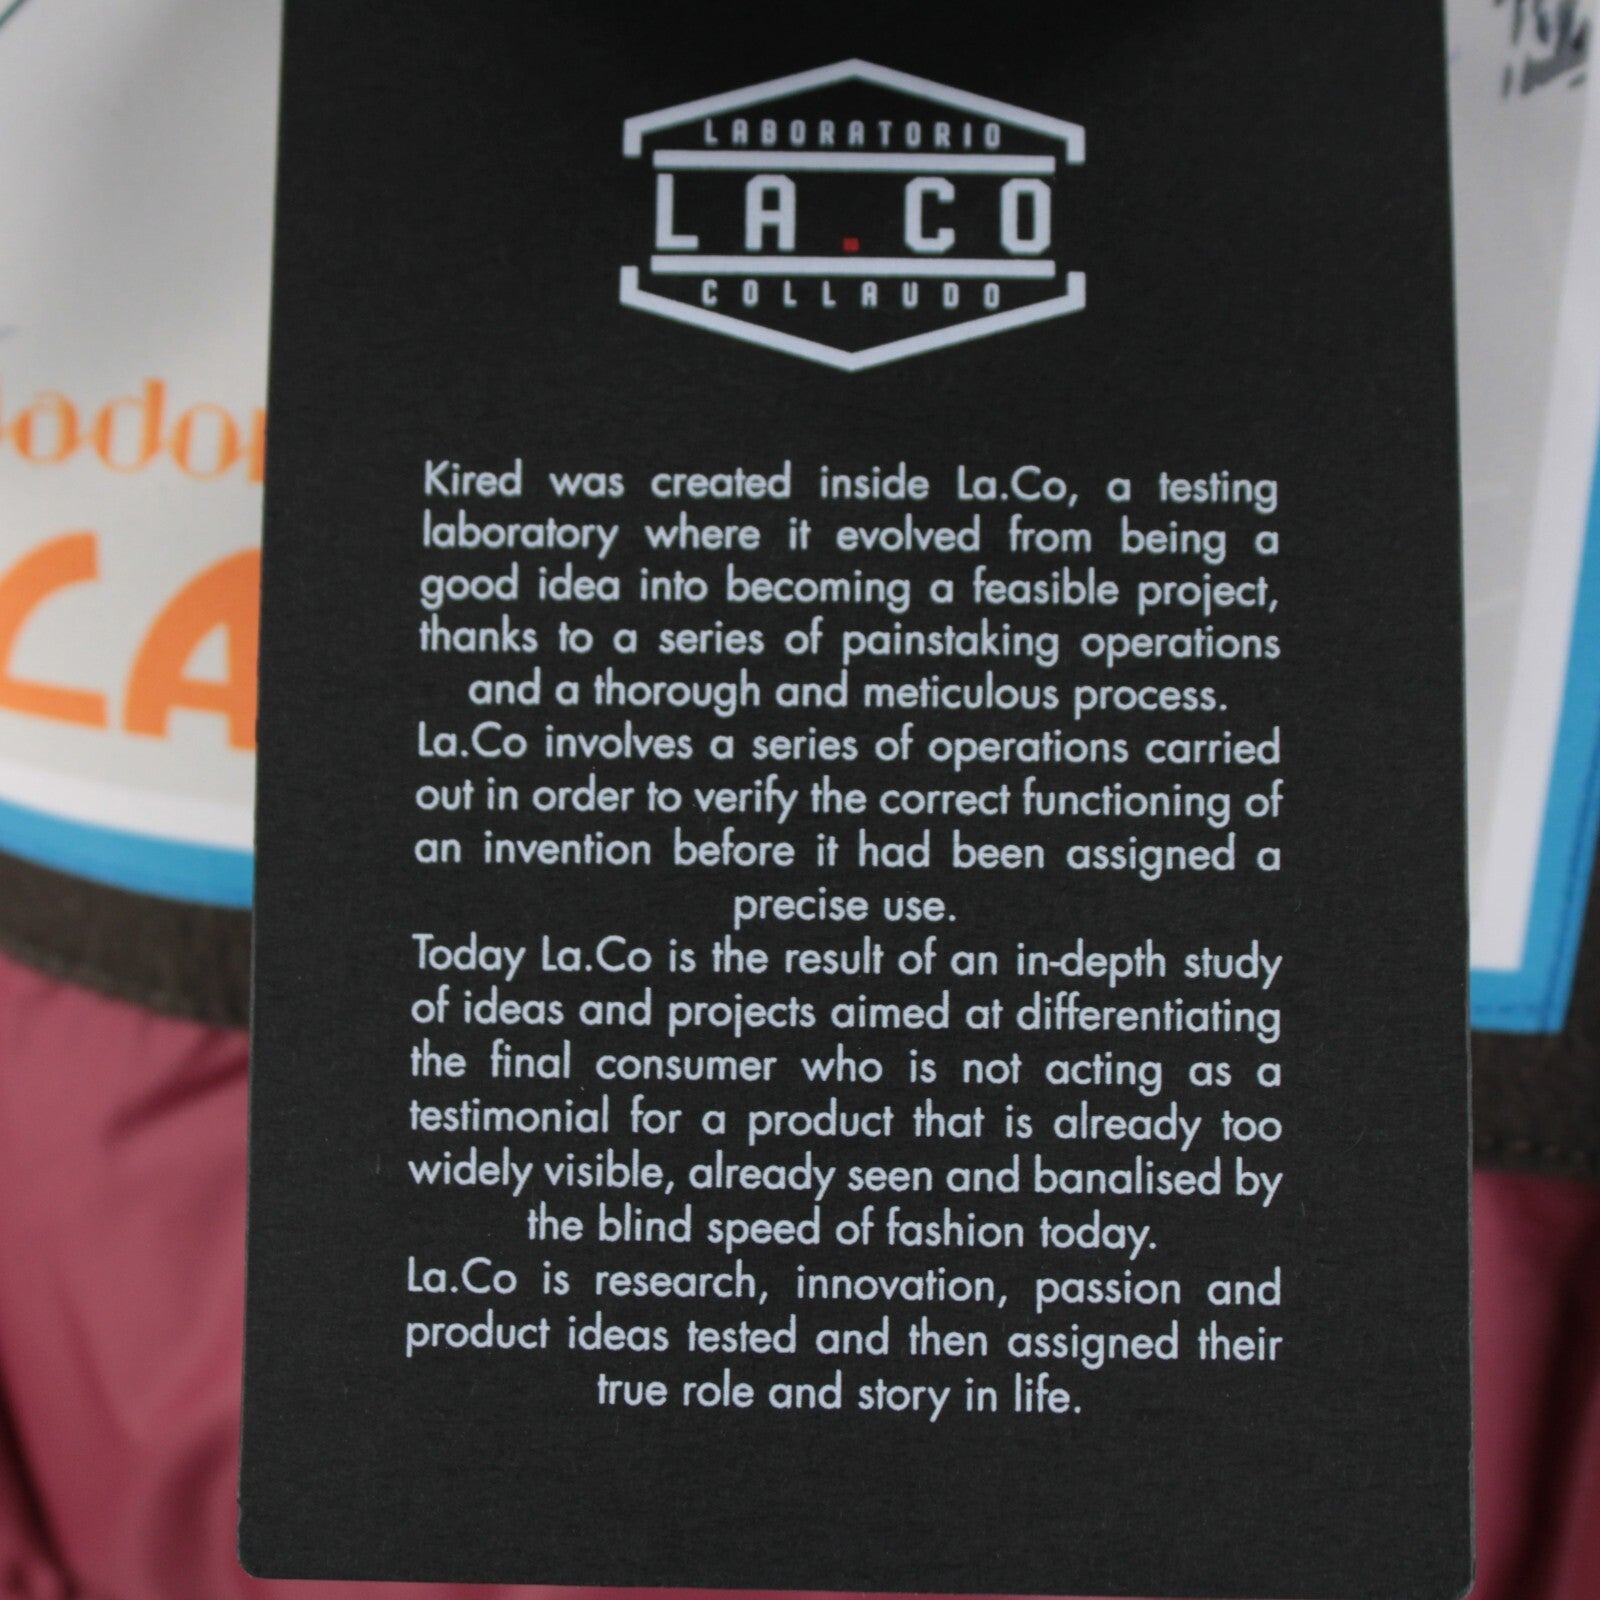 LABORATORIO
LA.CO
COLLAUDO
Kired was created inside La.Co, a testing
laboratory where it evolved from being a
good idea into becoming a feasible project,
thanks to a series of painstaking operations
and a thorough and meticulous process.
La.Co involves a series of operations carried
out in order to verify the correct functioning of
an invention before it had been assigned a
precise use.
Today La.Co is the result of an in-depth study
of ideas and projects aimed at differentiating
the final consumer who is not acting as a
testimonial for a product that is already too
widely visible, already seen and banalised by
the blind speed of fashion today.
La.Co is research, innovation, passion and
product ideas tested and then assigned their
true role and story in life.
CA